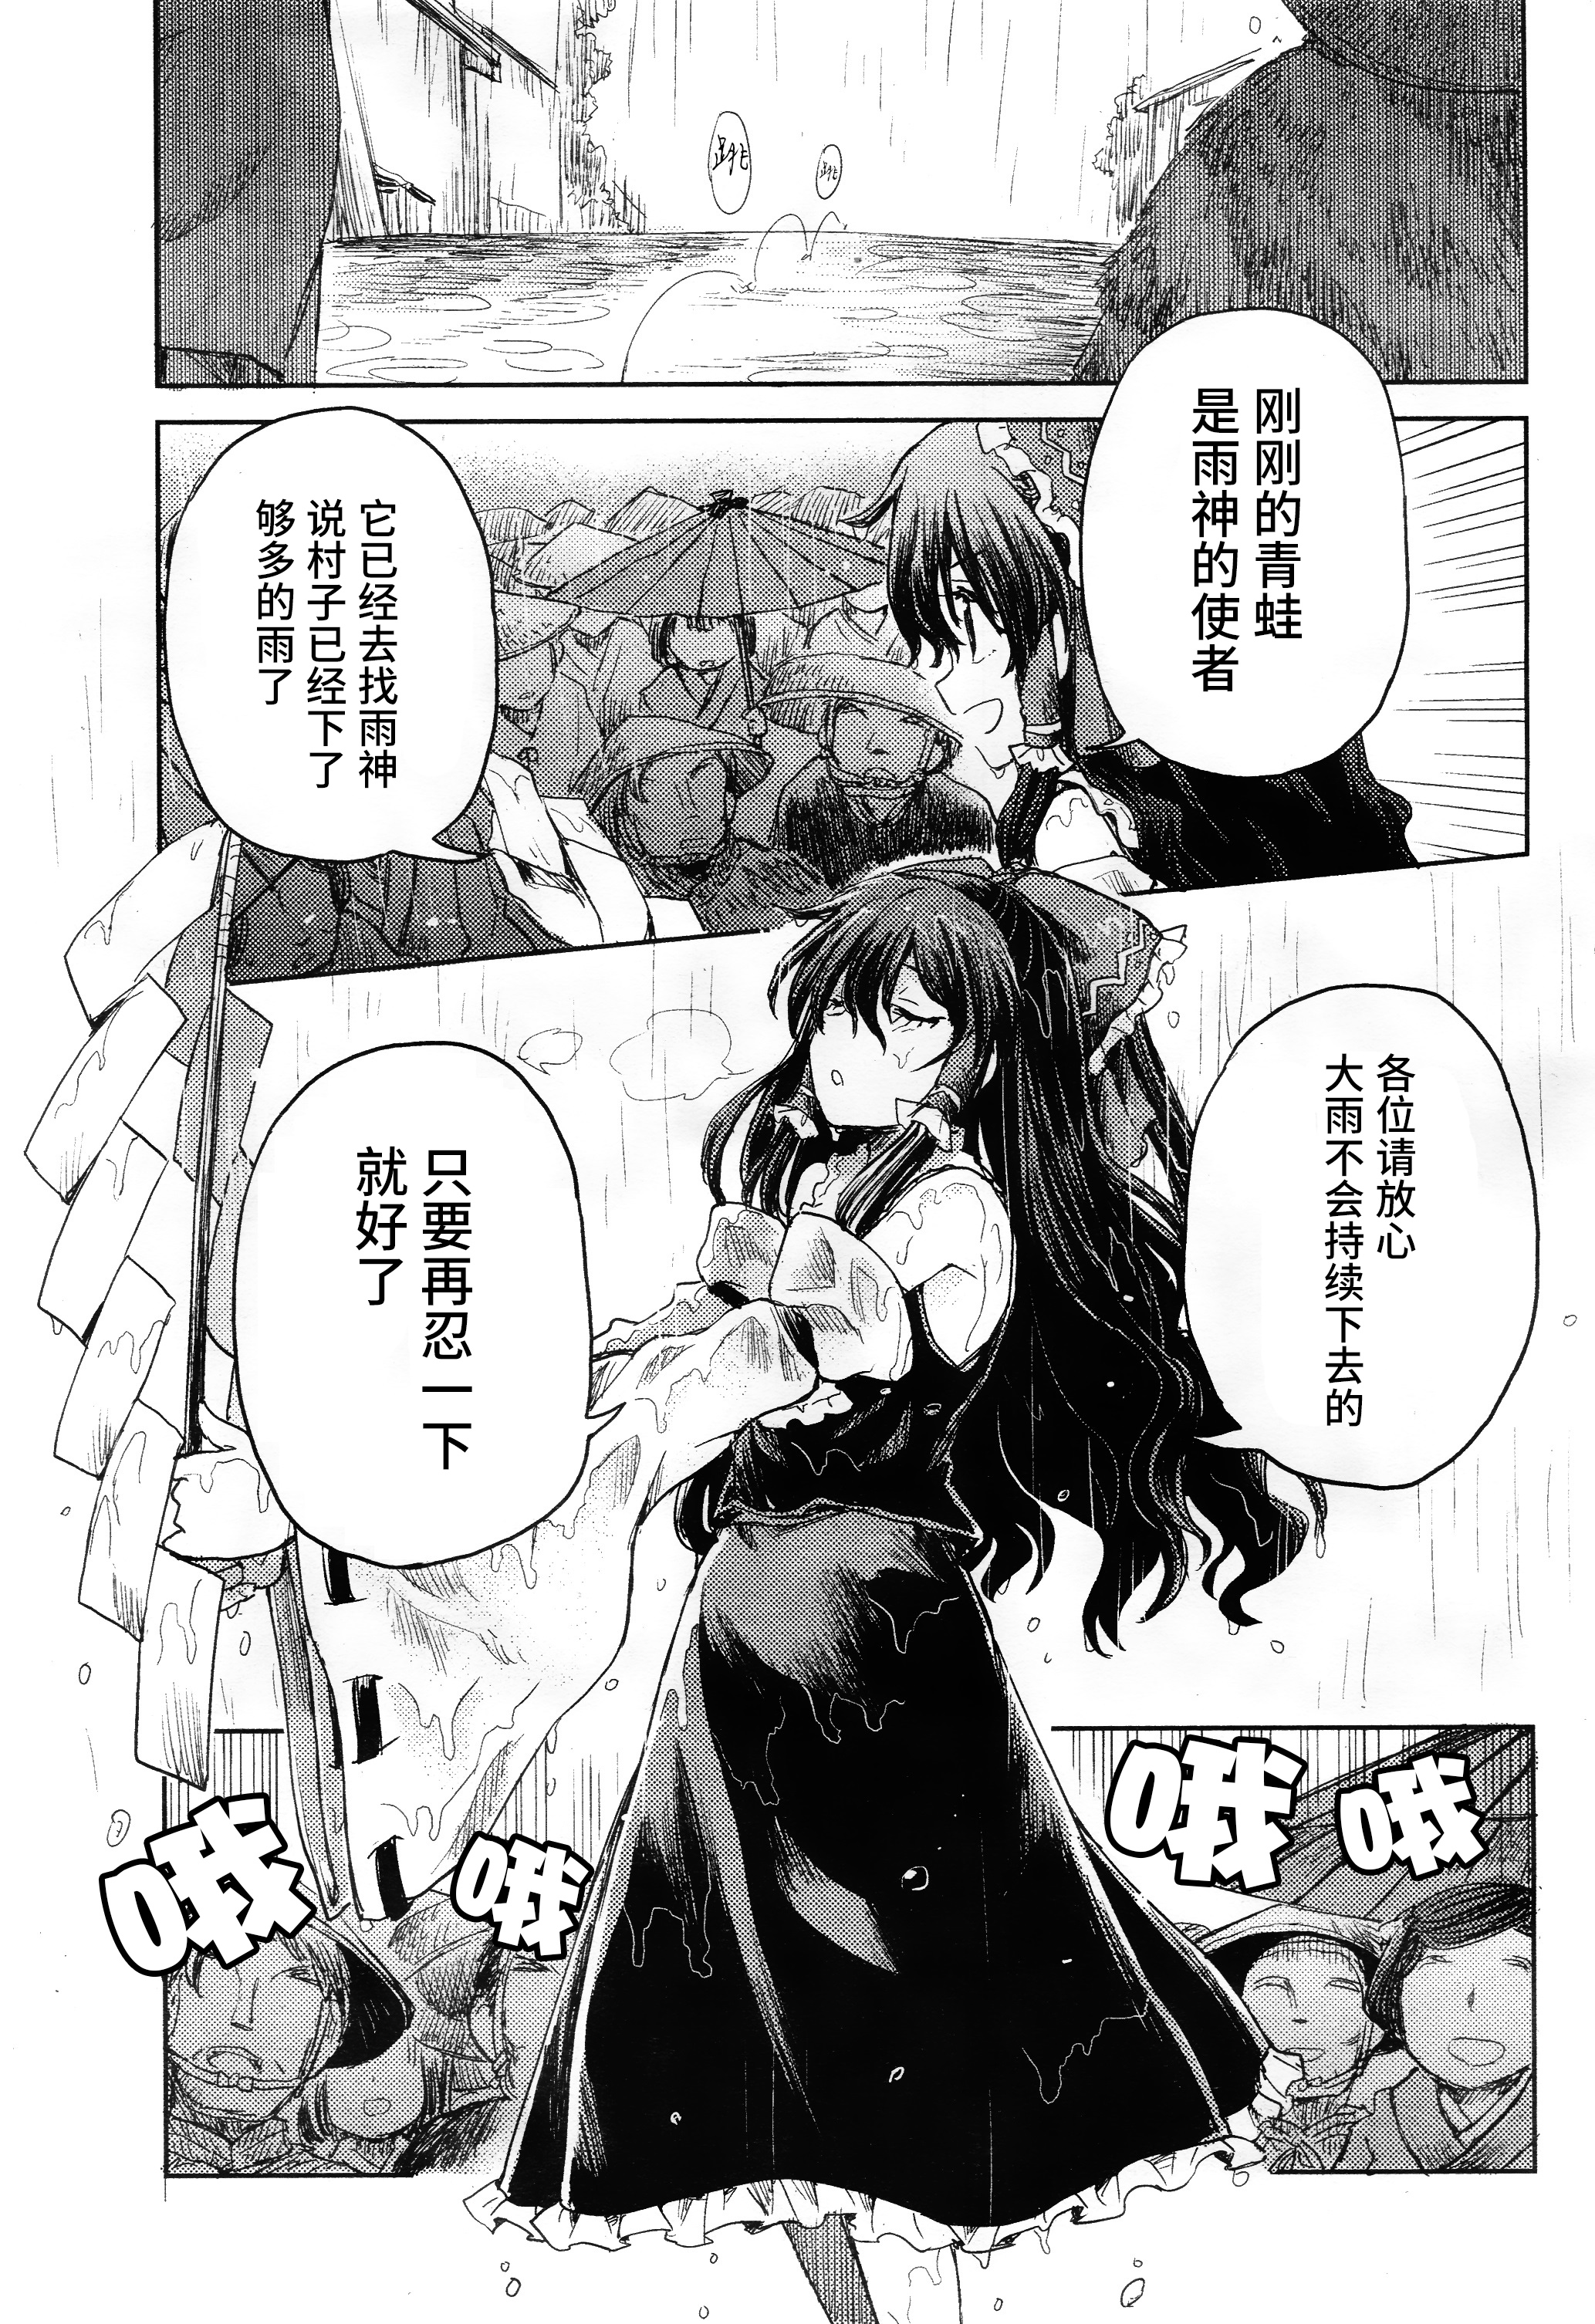 跳
跳
刚刚的青蛙
是雨神的使者
它已经去找雨神
说村子已经下了
够多的雨了
各位请放心
大雨不会持续下去的
只要再忍一下
就好了
哦
哦
哦
哦